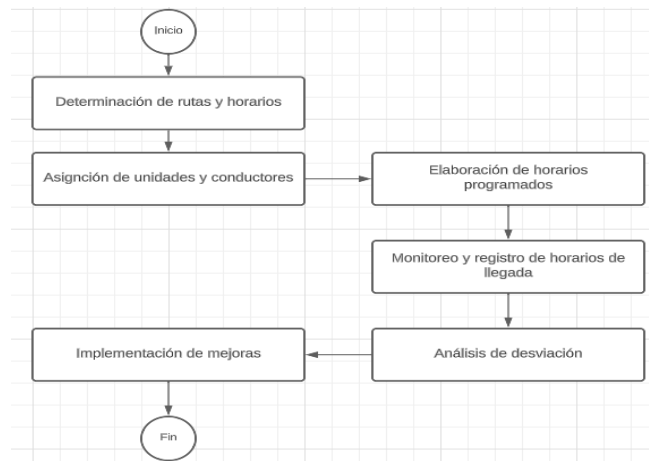 Inicio
Determinación de rutas y horarios
Asignción de unidades y conductores
Elaboración de horarios
programados
Monitoreo y registro de horarios de
llegada
Análisis de desviación
Implementación de mejoras
Fin